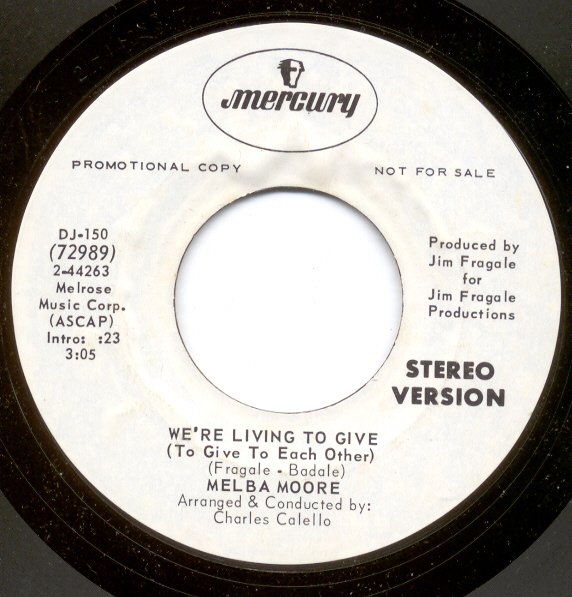 mercury
PROMOTIONAL COPY
NOT FOR SALE
DJ-150
(72989)
2-44263
Melrose
Music Corp.
(ASCAP)
Intro: :23
3:05
Produced by
Jim Fragale
for
Jim Fragale
Productions
STEREO
VERSION
WE'RE LIVING TO GIVE
(To Give To Each Other)
(Fragale - Badale)
MELBA MOORE
Arranged & Conducted by:
Charles Calello